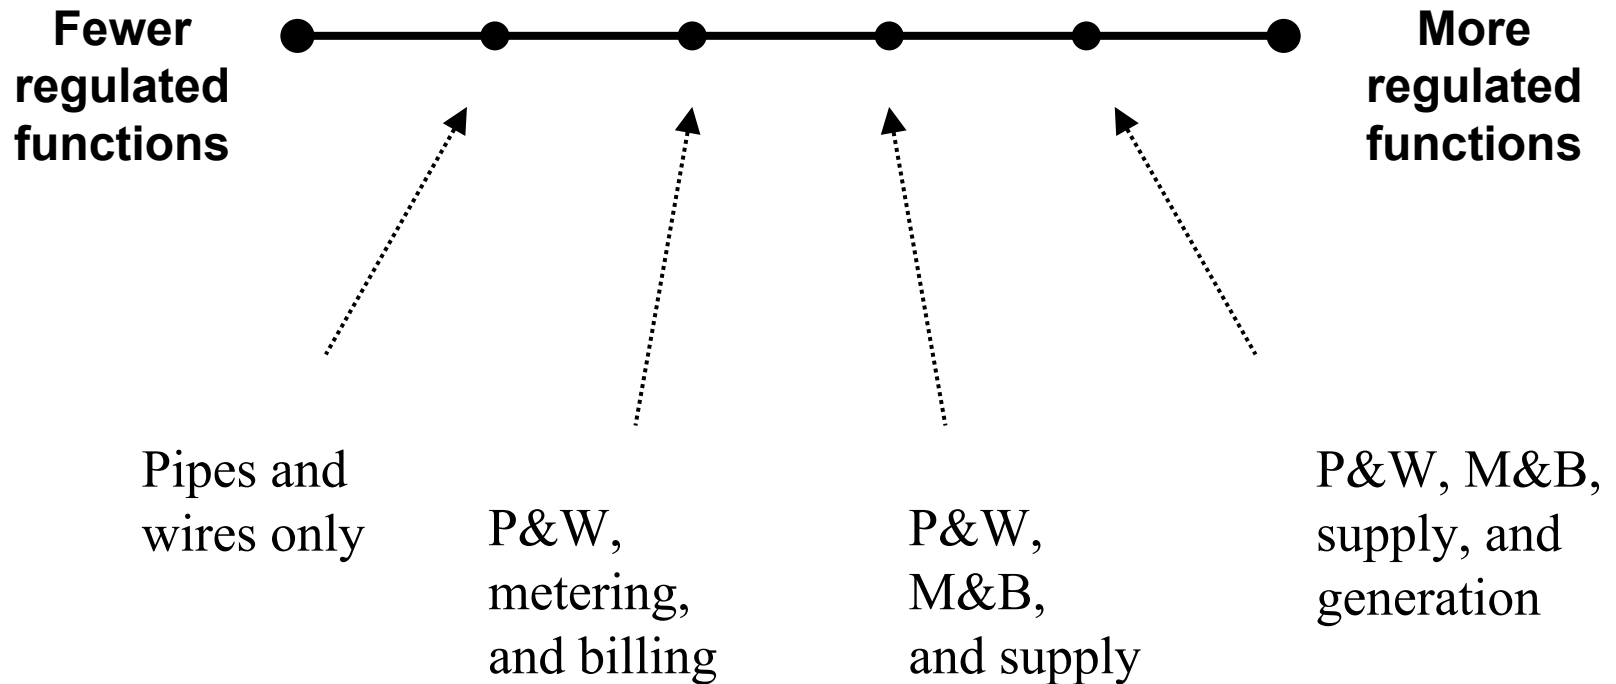 Fewer
regulated
functions
More
regulated
functions
Pipes and
wires only
P&W,
metering,
and billing
P&W,
M&B,
and supply
P&W, M&B,
supply, and
generation